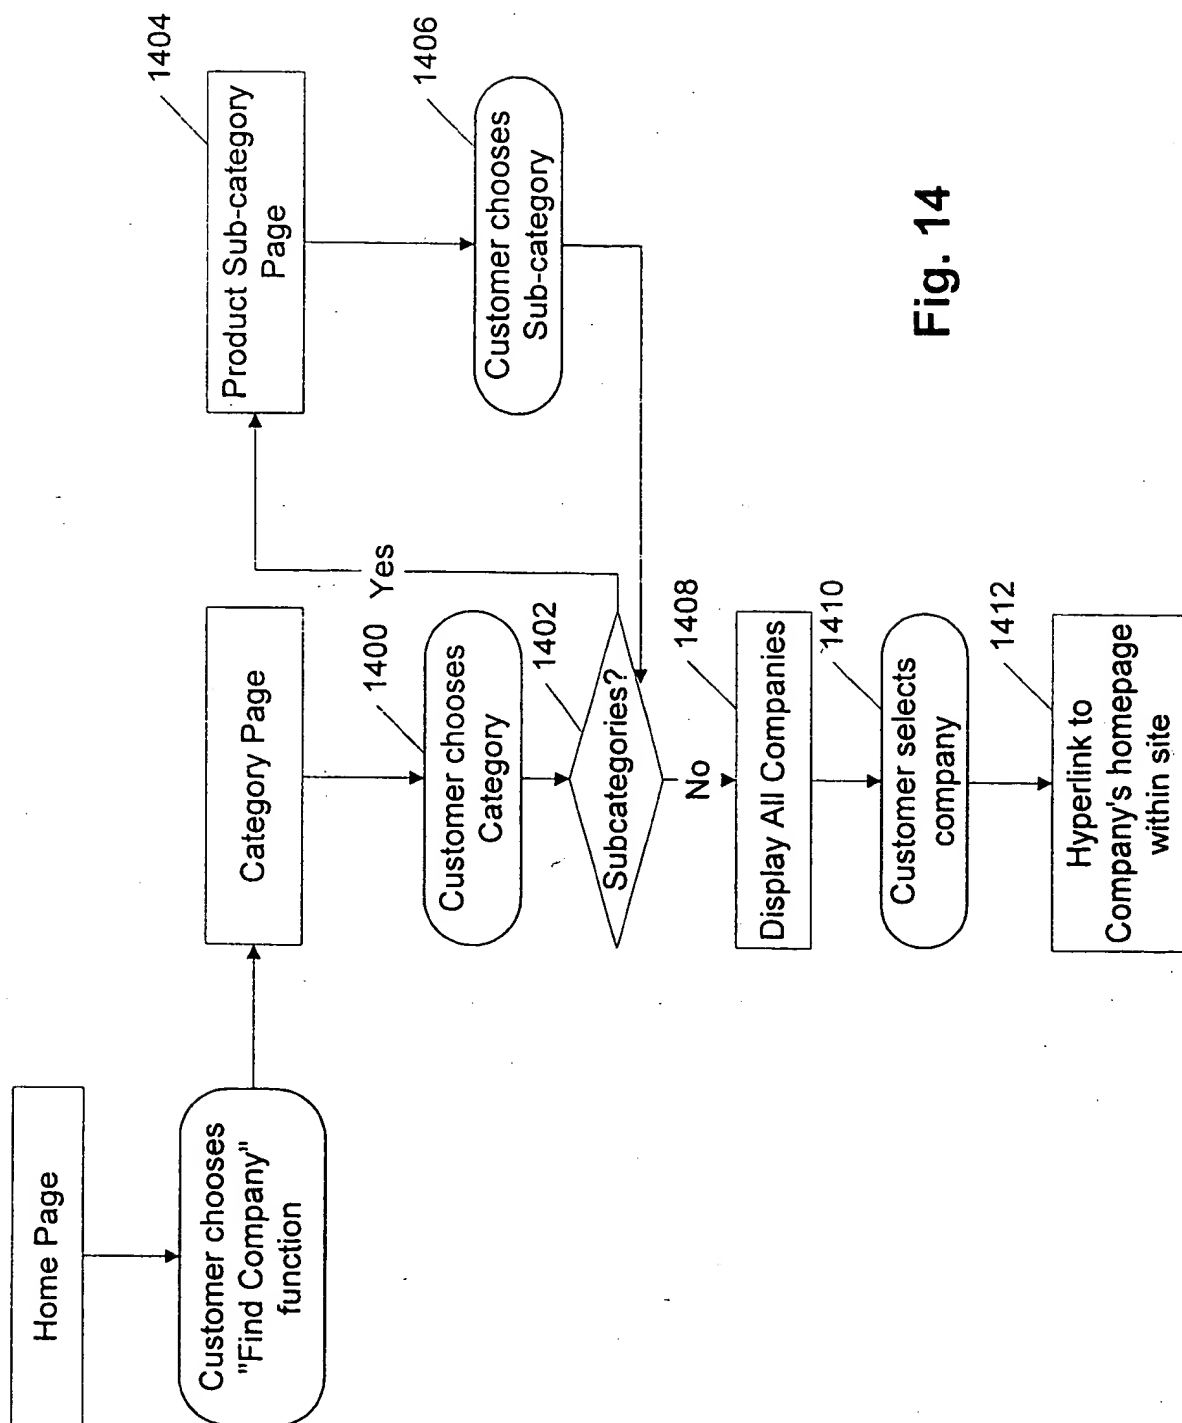 Home Page
Customer chooses
"Find Company"
function
Category Page
1400
Customer chooses
Category
1402
Subcategories?
Yes
No
1404
Product Sub-category
Page
1406
Customer chooses
Sub-category
1408
Display All Companies
1410
Customer selects
company
1412
Hyperlink to
Company's homepage
within site
Fig. 14